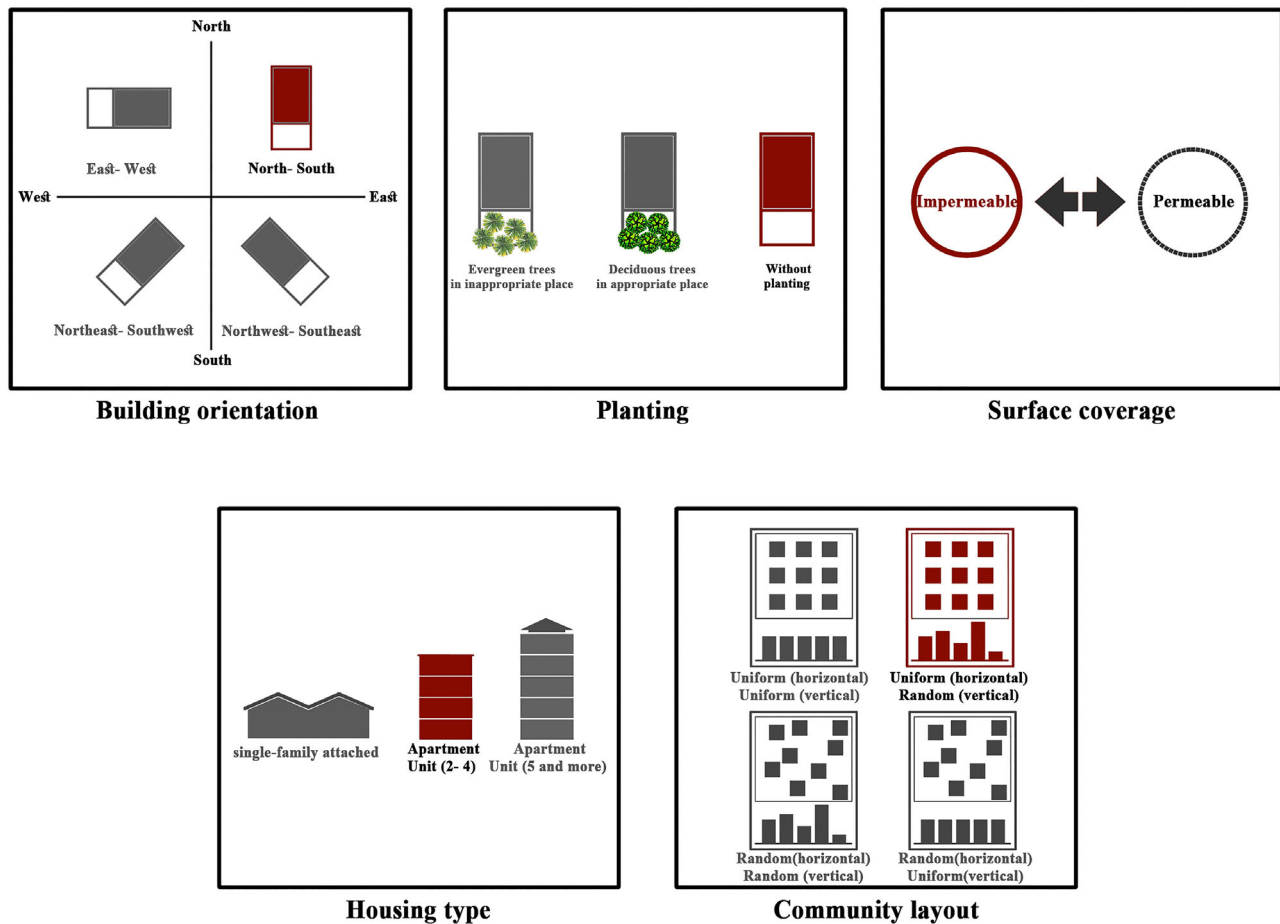 North
East- West
North- South
West
East
Northeast- Southwest
Northwest- Southeast
South
Building orientation
Evergreen trees
in inappropriate place
Deciduous trees
in appropriate place
Without
planting
Planting
Impermeable
Permeable
Surface coverage
single-family attached
Apartment
Unit (2- 4)
Apartment
Unit (5 and more)
Housing type
Uniform (horizontal)
Uniform (vertical)
Uniform (horizontal)
Random (vertical)
Random(horizontal)
Random (vertical)
Random(horizontal)
Uniform(vertical)
Community layout